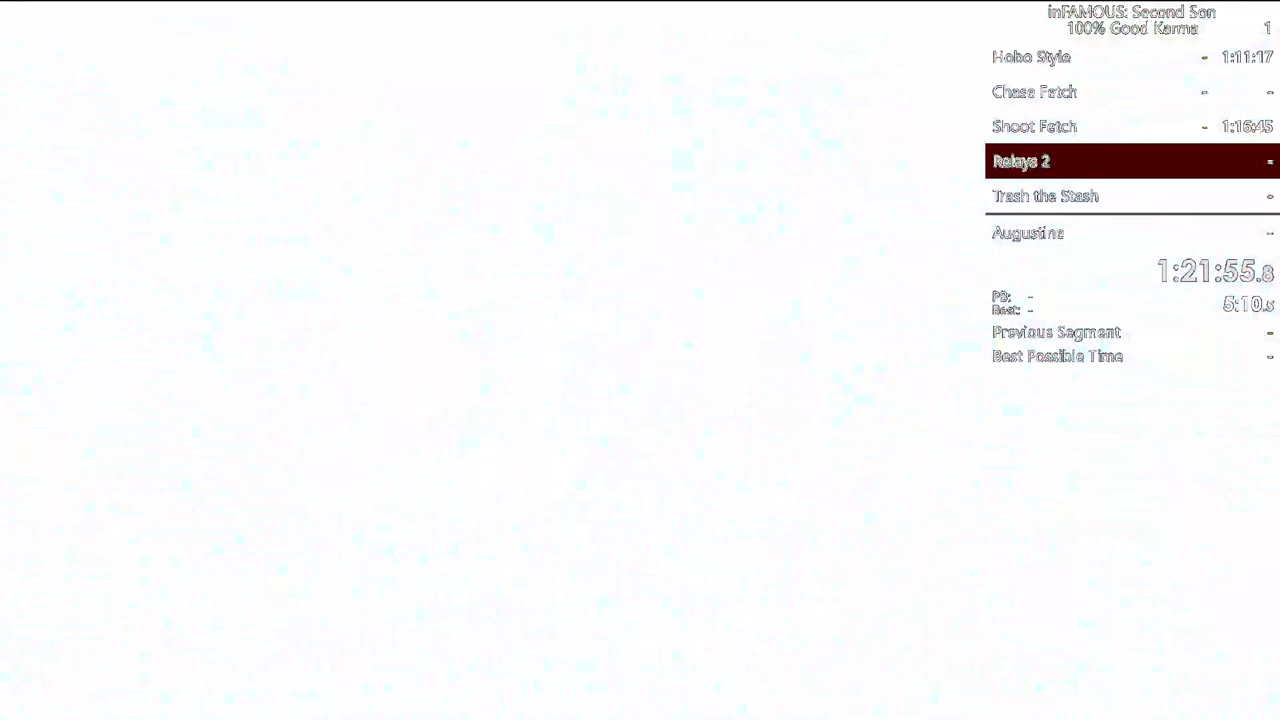 inFAMOUS: Second Son
100% Good Karma 1
Hobo Style - 1:11:17
Chase Fetch - -
Shoot Fetch - 1:16:45
Relays 2 -
Trash the Stash -
Augustine -
1:21:55.8
PB: - 5:10.5
Best: -
Previous Segment -
Best Possible Time -